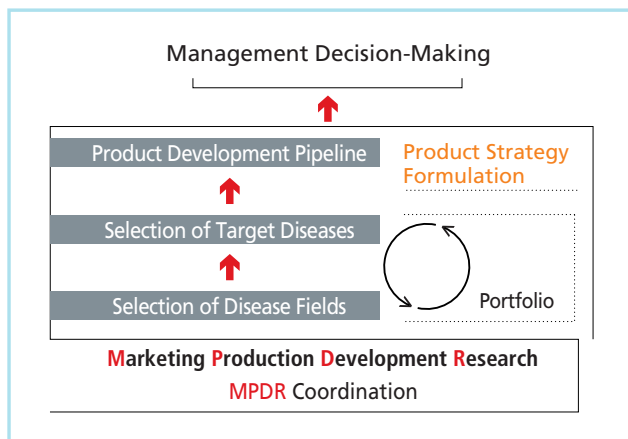 Management Decision-Making
Product Development Pipeline
Product Strategy
Formulation
Selection of Target Diseases
Selection of Disease Fields
Portfolio
Marketing Production Development Research
MPDR Coordination